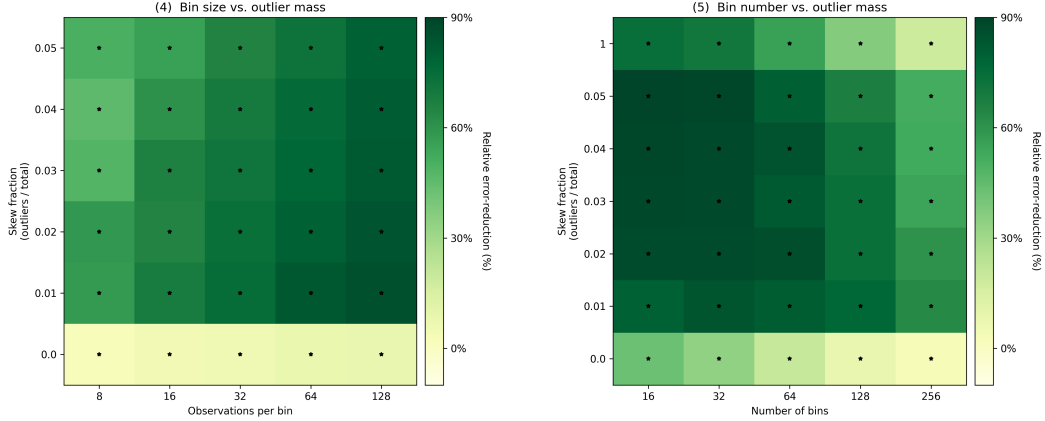 (4) Bin size vs. outlier mass
0.05
0.04
0.03
0.02
0.01
0.0
Skew fraction
(outliers / total)
8 16 32 64 128
Observations per bin
90%
60%
30%
0%
Relative error-reduction (%)
(5) Bin number vs. outlier mass
1
0.05
0.04
0.03
0.02
0.01
0.0
Skew fraction
(outliers / total)
16 32 64 128 256
Number of bins
90%
60%
30%
0%
Relative error-reduction (%)